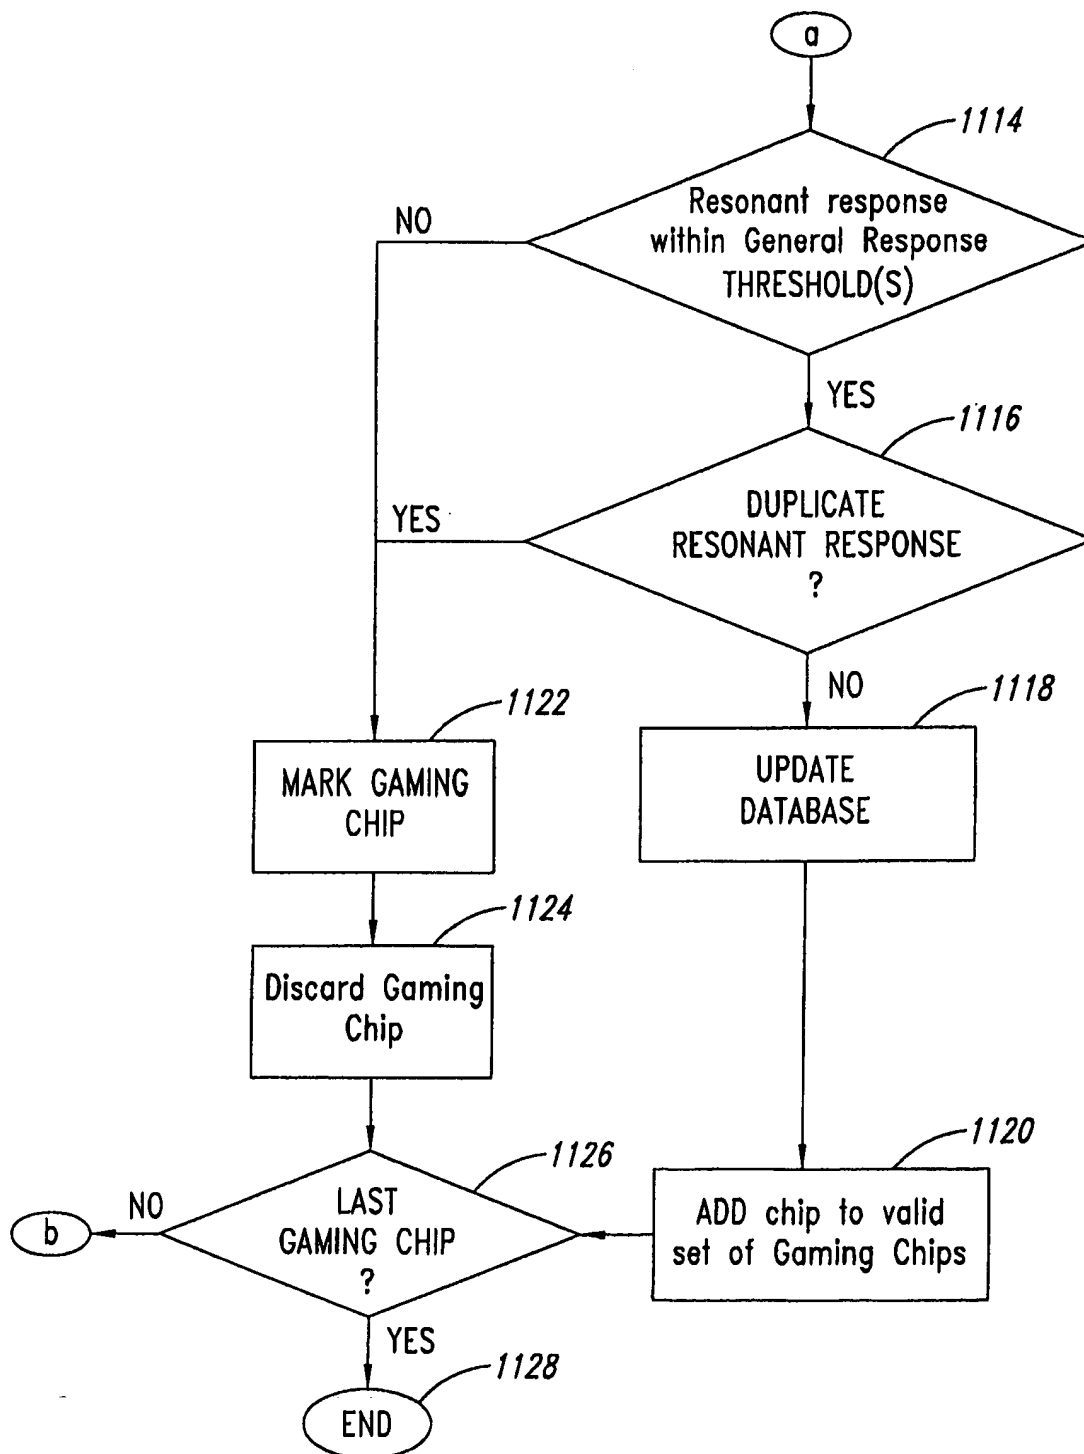 a
1114
Resonant response
within General Response
THRESHOLD(S)
NO
YES
1116
DUPLICATE
RESONANT RESPONSE
?
YES
NO
1118
UPDATE
DATABASE
1122
MARK GAMING
CHIP
1124
Discard Gaming
Chip
1120
ADD chip to valid
set of Gaming Chips
1126
LAST
GAMING CHIP
?
NO
b
YES
1128
END